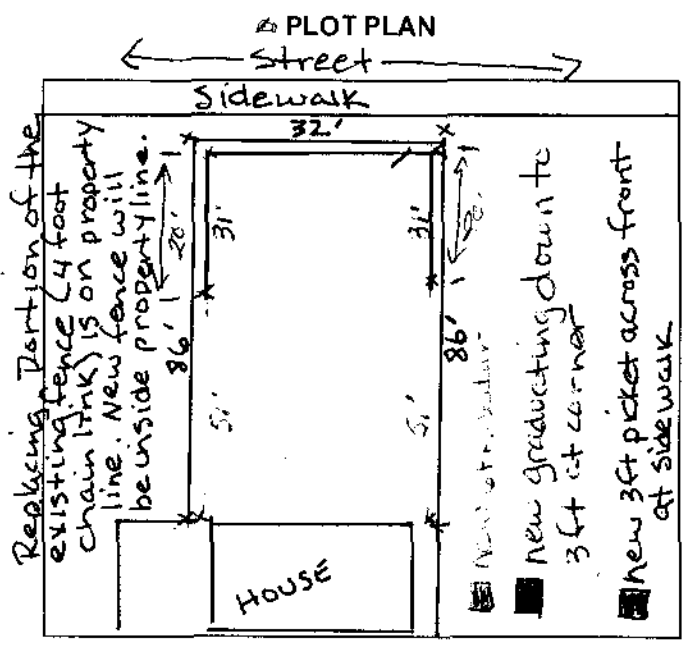 PLOT PLAN
Street
Sidewalk
32'
Replacing Portion of the
existing fence (4 foot
chain link) is on property
line. New fence will
be inside property line.
20'
31'
86'
51'
31'
20'
86'
51'
new
new graduating down to
3ft at corner
new 3ft picket across front
at sidewalk
HOUSE